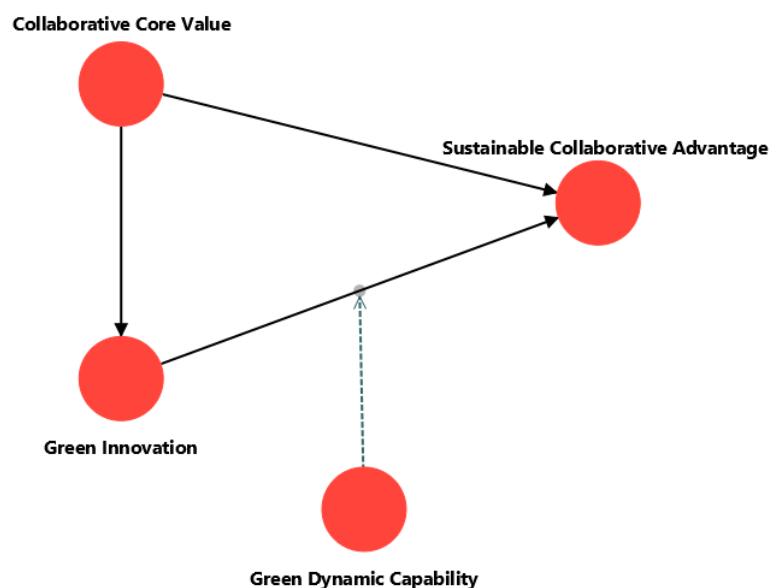 Collaborative Core Value
Sustainable Collaborative Advantage
Green Innovation
Green Dynamic Capability